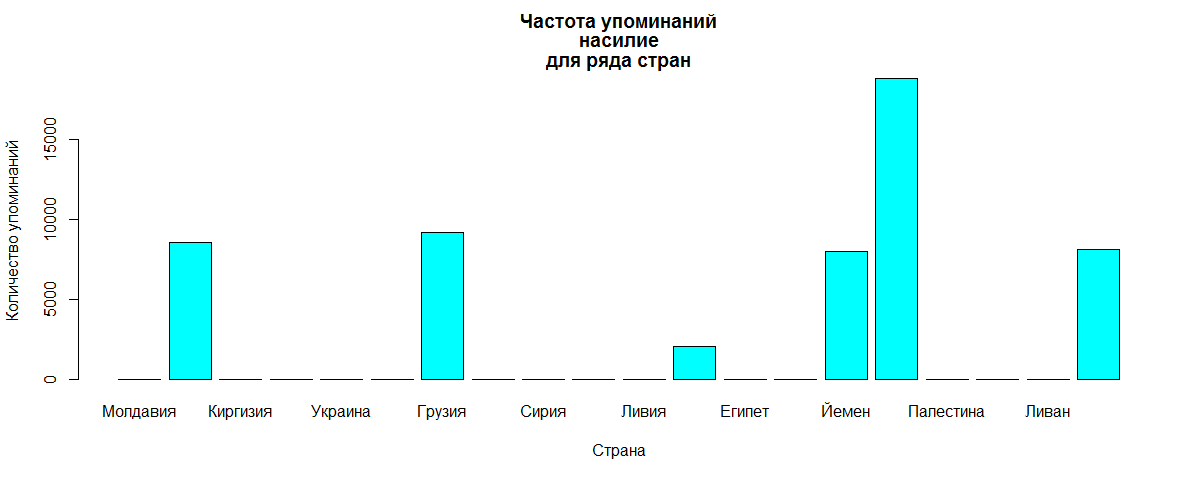 Частота упоминаний
насилие
для ряда стран
Количество упоминаний
15000
10000
5000
0
Молдавия Киргизия Украина Грузия Сирия Ливия Египет Йемен Палестина Ливан
Страна